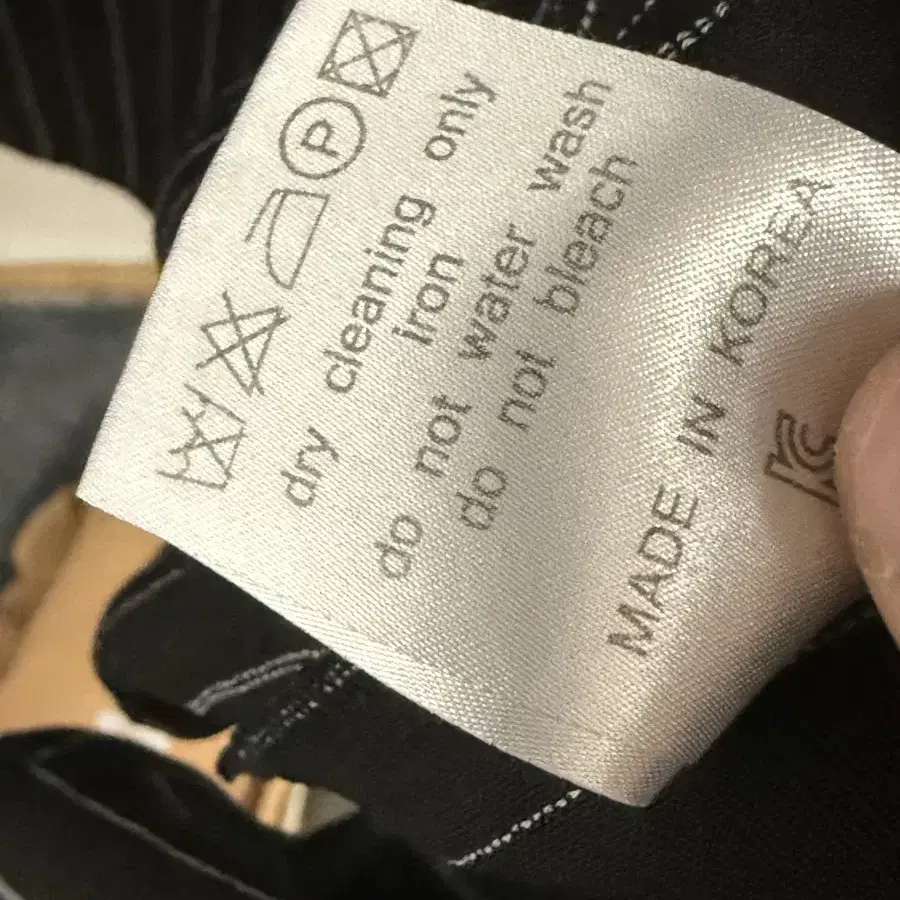 P
dry cleaning only
iron
do not water wash
do not bleach
MADE IN KOREA